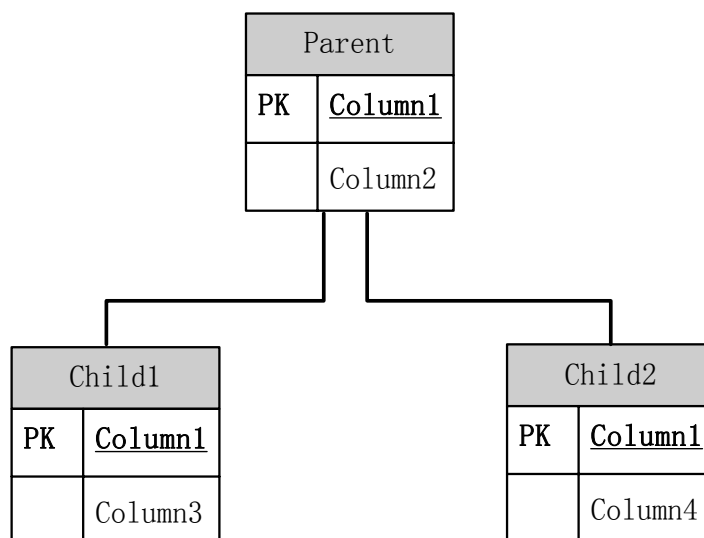 Parent
PK Column1
Column2
Child1
PK Column1
Column3
Child2
PK Column1
Column4